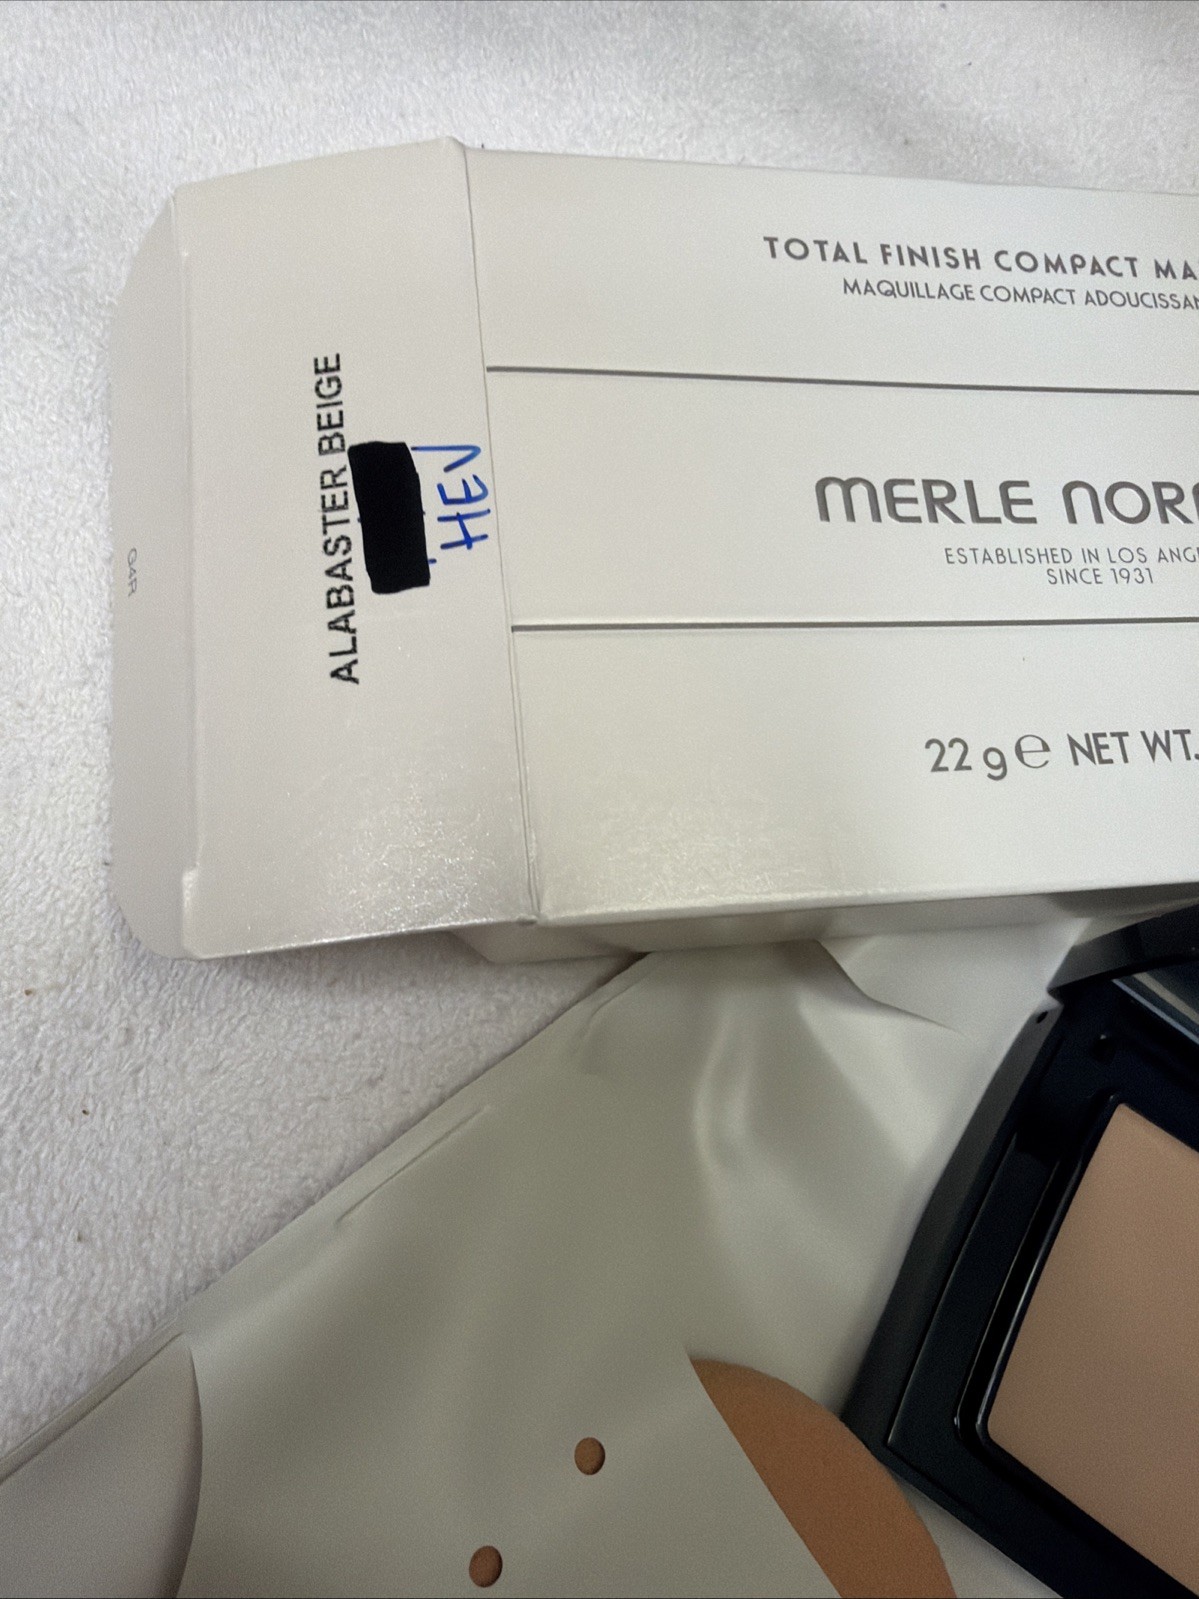 TOTAL FINISH COMPACT MA
MAQUILLAGE COMPACT ADOUCISSAN
ALABASTER BEIGE
HEV
MERLE NOR
ESTABLISHED IN LOS ANG
SINCE 1931
Q4R
22 g e NET WT.